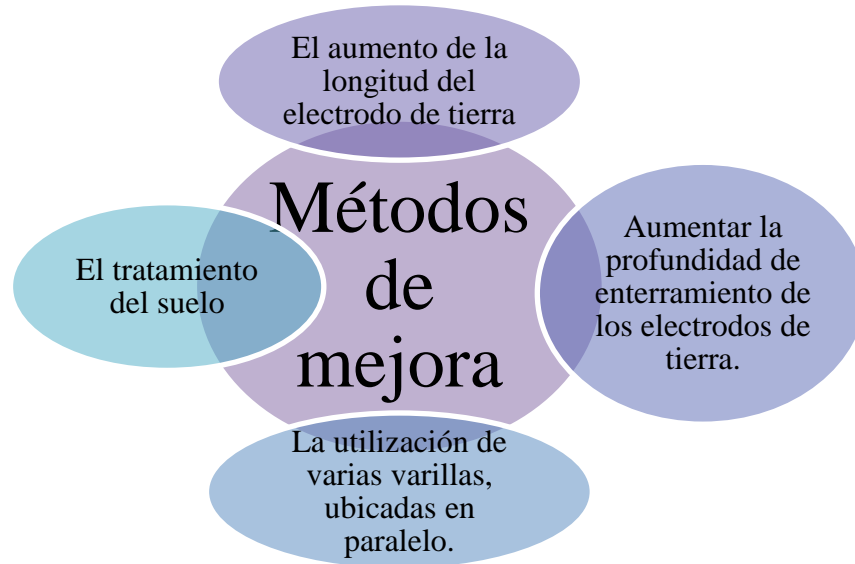 El aumento de la
longitud del
electrodo de tierra
Métodos
de
mejora
Aumentar la
profundidad de
enterramiento de
los electrodos de
tierra.
La utilización de
varias varillas,
ubicadas en
paralelo.
El tratamiento
del suelo